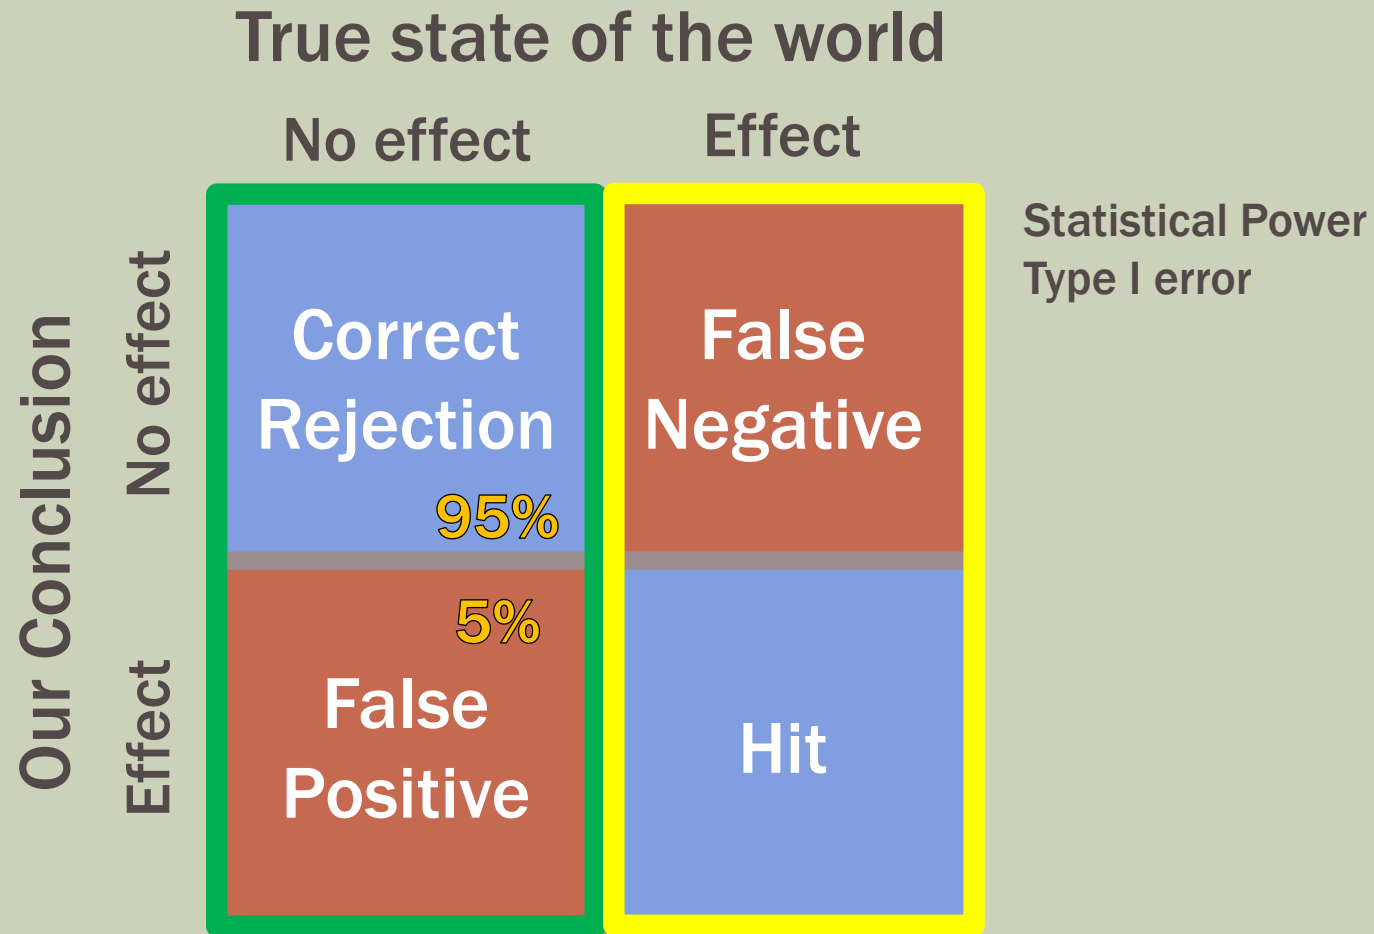 True state of the world
No effect
Effect
Statistical Power
Type I error
Our Conclusion
No effect
Effect
Correct
Rejection
95%
False
Negative
5%
False
Positive
Hit